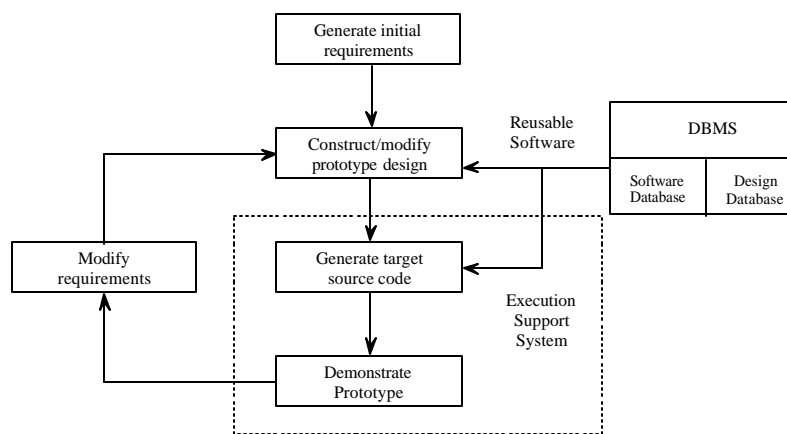 Generate initial
requirements
Reusable
Software
DBMS
Construct/modify
prototype design
Software
Database
Design
Database
Modify
requirements
Generate target
source code
Execution
Support
System
Demonstrate
Prototype